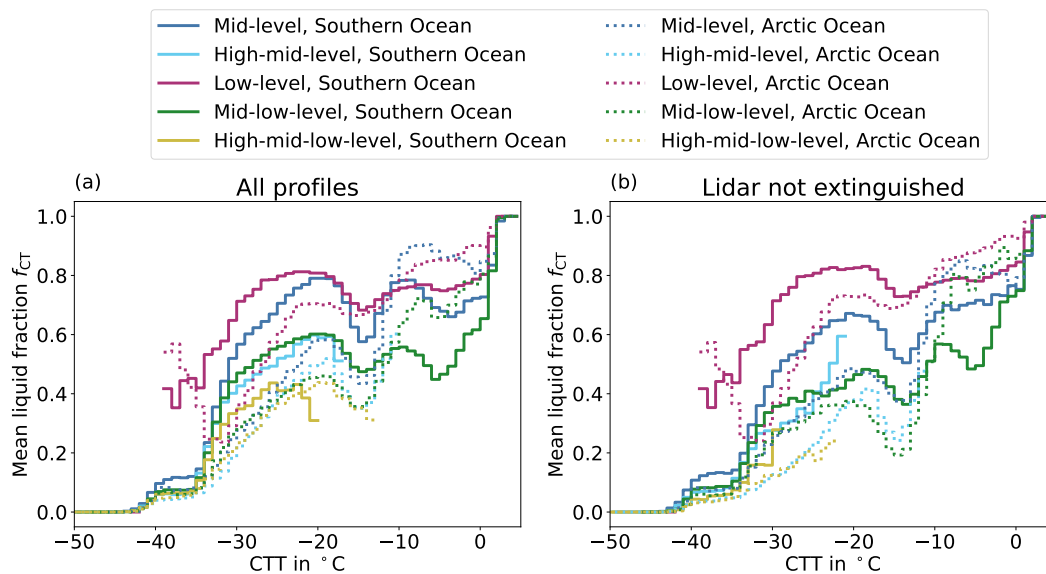 Mid-level, Southern Ocean
High-mid-level, Southern Ocean
Low-level, Southern Ocean
Mid-low-level, Southern Ocean
High-mid-low-level, Southern Ocean
Mid-level, Arctic Ocean
High-mid-level, Arctic Ocean
Low-level, Arctic Ocean
Mid-low-level, Arctic Ocean
High-mid-low-level, Arctic Ocean
(a)
All profiles
Mean liquid fraction f_CT
1.0
0.8
0.6
0.4
0.2
0.0
−50 −40 −30 −20 −10 0
CTT in °C
(b)
Lidar not extinguished
Mean liquid fraction f_CT
1.0
0.8
0.6
0.4
0.2
0.0
−50 −40 −30 −20 −10 0
CTT in °C